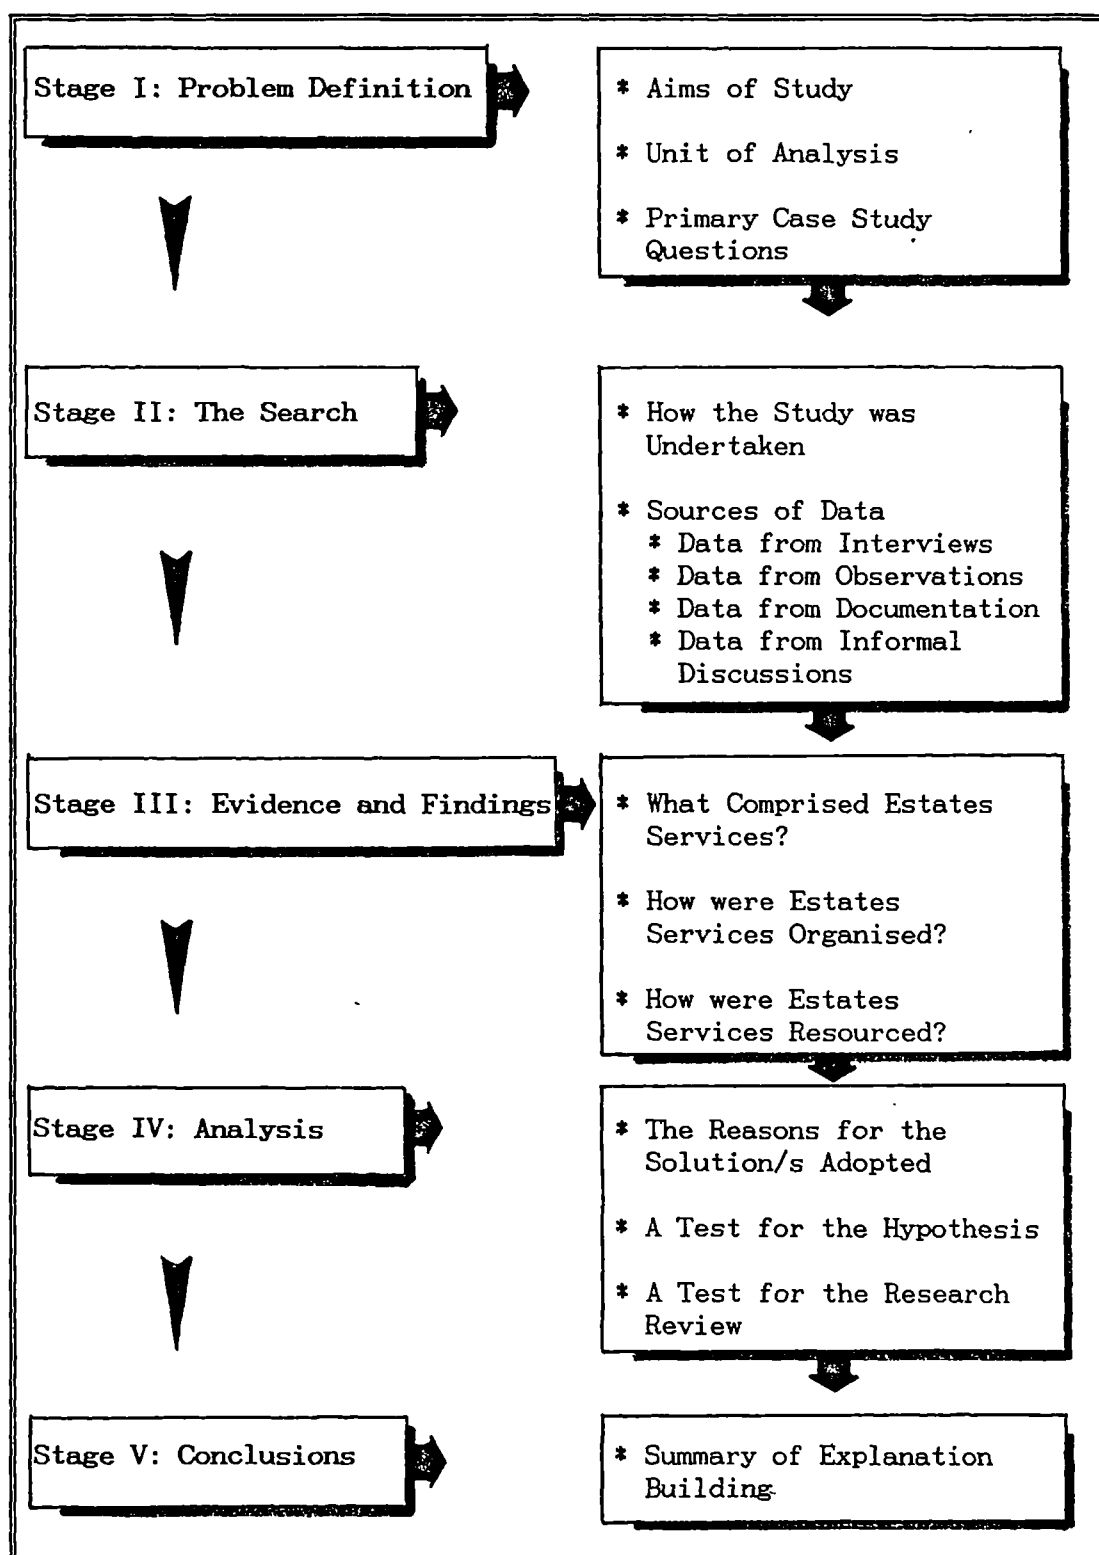 Stage I: Problem Definition
* Aims of Study
* Unit of Analysis
* Primary Case Study
Questions
Stage II: The Search
* How the Study was
Undertaken
* Sources of Data
* Data from Interviews
* Data from Observations
* Data from Documentation
* Data from Informal
Discussions
Stage III: Evidence and Findings
* What Comprised Estates
Services?
* How were Estates
Services Organised?
* How were Estates
Services Resourced?
Stage IV: Analysis
* The Reasons for the
Solution/s Adopted
* A Test for the Hypothesis
* A Test for the Research
Review
Stage V: Conclusions
* Summary of Explanation
Building